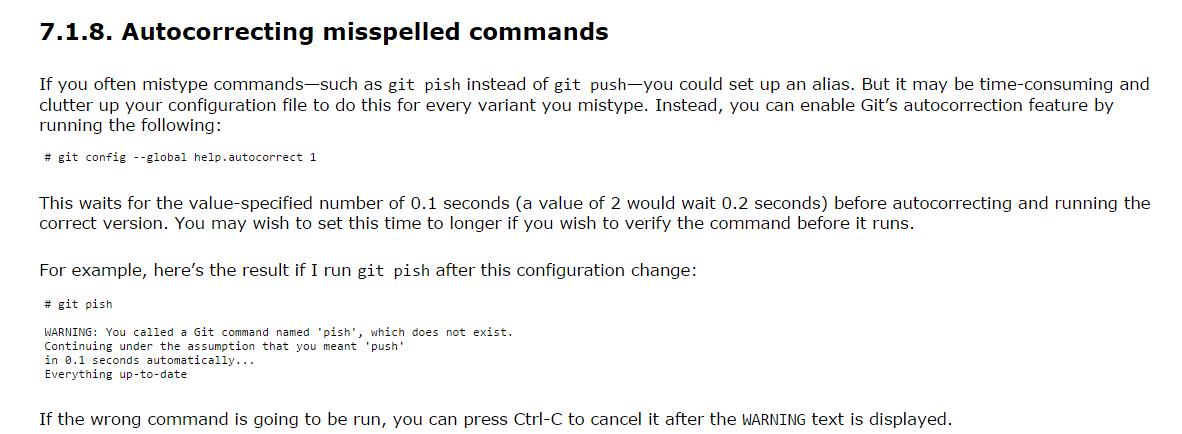 7.1.8. Autocorrecting misspelled commands
If you often mistype commands—such as git pish instead of git push—you could set up an alias. But it may be time-consuming and
clutter up your configuration file to do this for every variant you mistype. Instead, you can enable Git’s autocorrection feature by
running the following:
# git config --global help.autocorrect 1
This waits for the value-specified number of 0.1 seconds (a value of 2 would wait 0.2 seconds) before autocorrecting and running the
correct version. You may wish to set this time to longer if you wish to verify the command before it runs.
For example, here’s the result if I run git pish after this configuration change:
# git pish
WARNING: You called a Git command named 'pish', which does not exist.
Continuing under the assumption that you meant 'push'
in 0.1 seconds automatically...
Everything up-to-date
If the wrong command is going to be run, you can press Ctrl-C to cancel it after the WARNING text is displayed.